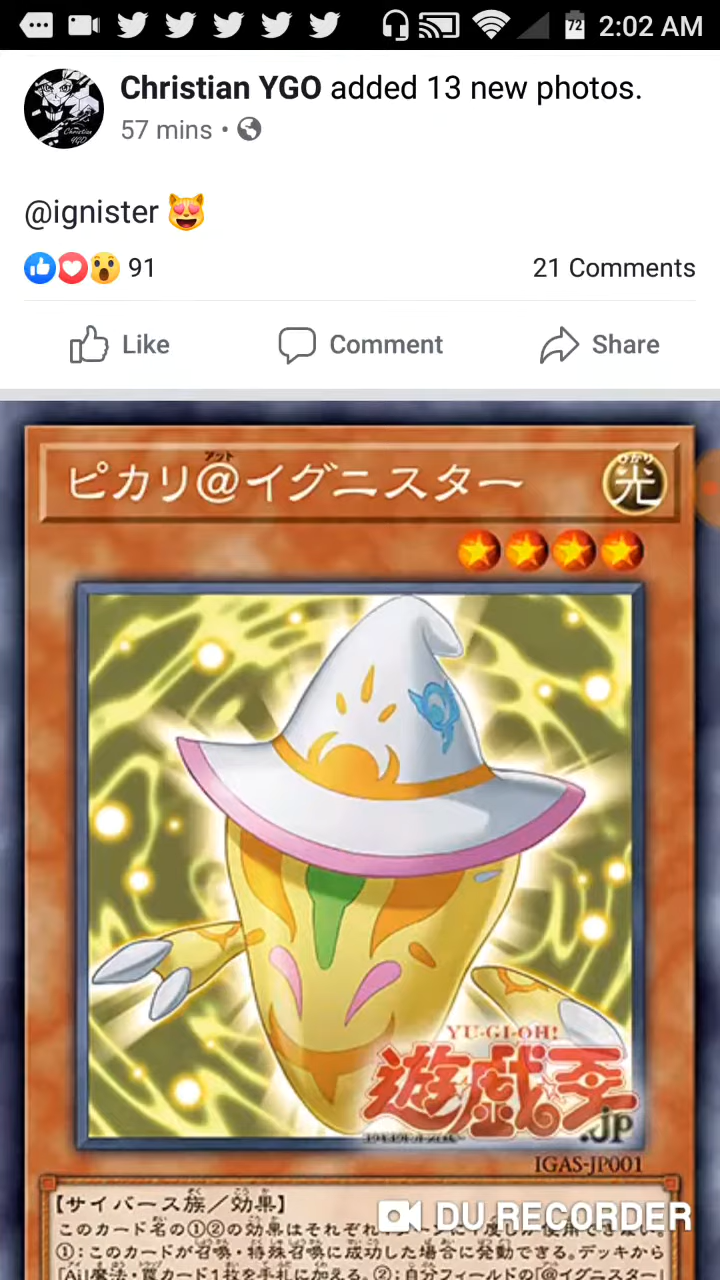 72 2:02 AM
Christian YGO added 13 new photos.
57 mins •
@ignister 😻
91 21 Comments
Like Comment Share
アット
ピカリ@イグニスター
ひかり
光
YU-GI-OH!
遊戯王
.jp
IGAS-JP001
【サイバース族／効果】
DU RECORDER
このカード名の①②の効果はそれぞれ
①：このカードが召喚・特殊召喚に成功した場合に発動できる。デッキから
「Ai」魔法・罠カード1枚を手札に加える。②：自分フィールドの「@イグニスター」